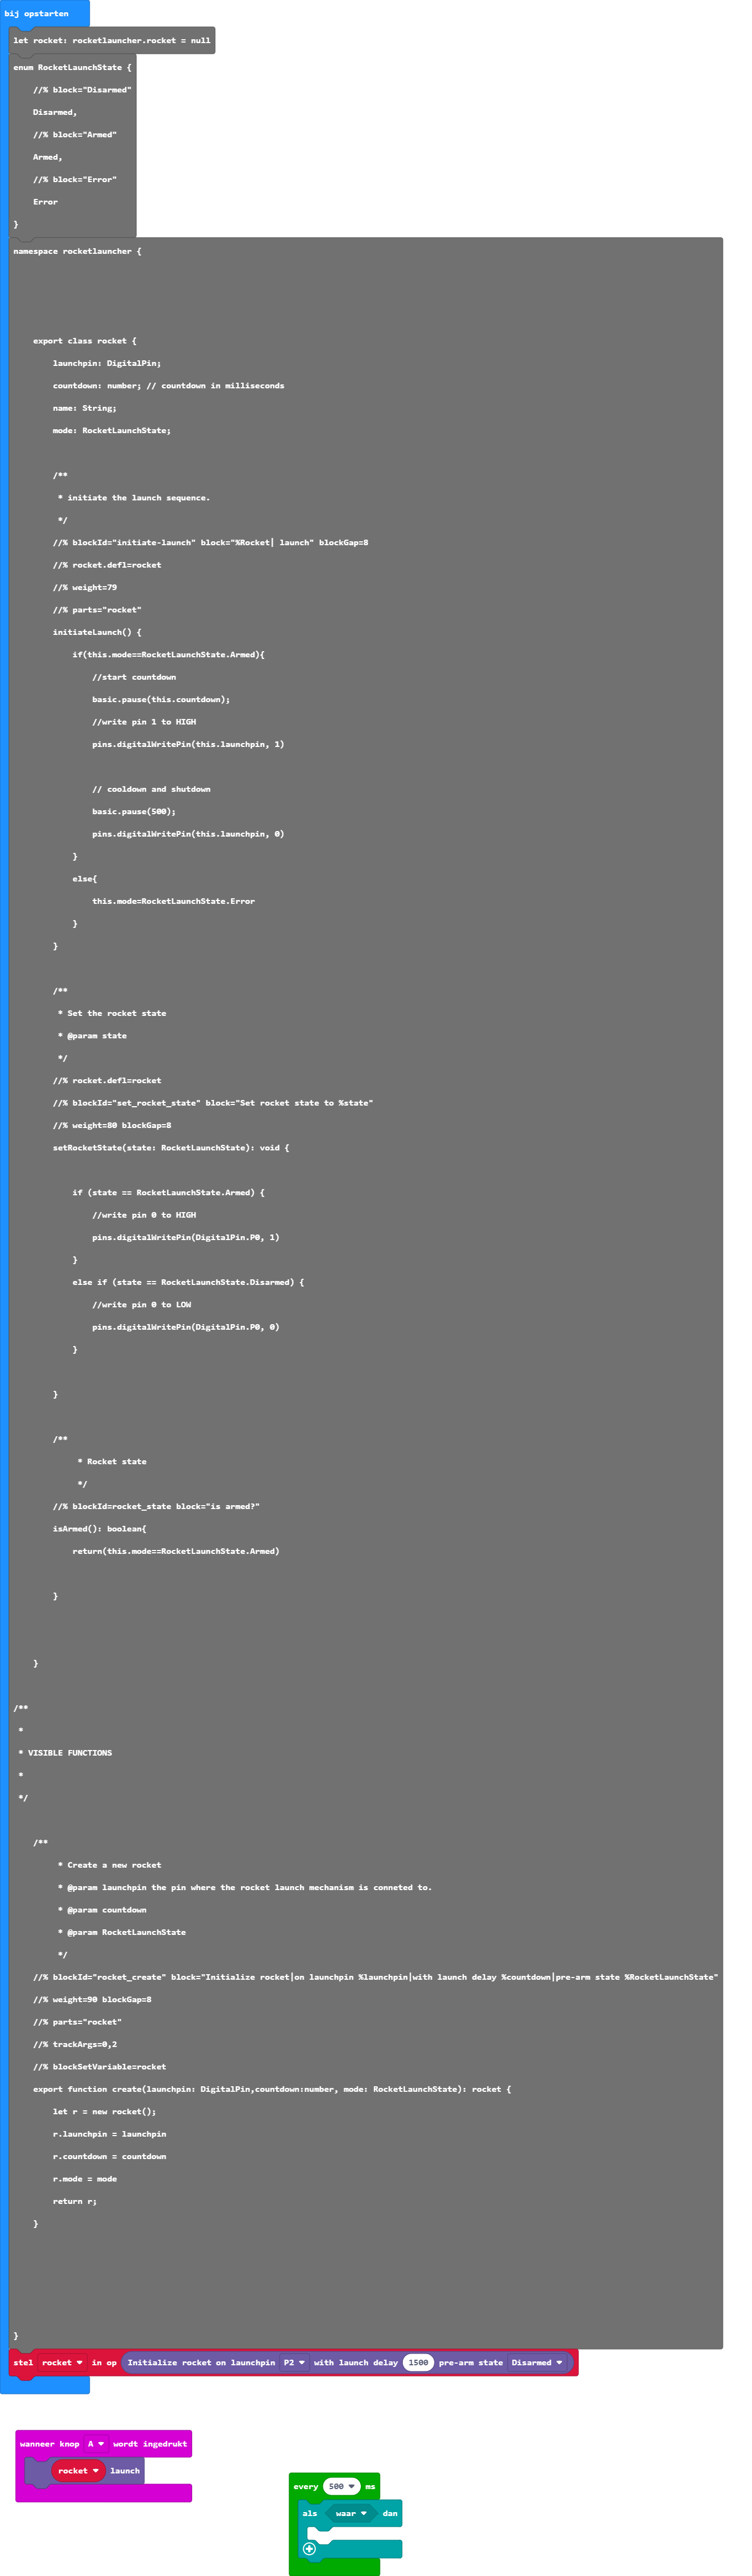 bij opstarten
let rocket: rocketlauncher.rocket = null
enum RocketLaunchState {
//% block="Disarmed"
Disarmed,
//% block="Armed"
Armed,
//% block="Error"
Error
}
namespace rocketlauncher {
export class rocket {
launchpin: DigitalPin;
countdown: number; // countdown in milliseconds
name: String;
mode: RocketLaunchState;
/**
* initiate the launch sequence.
*/
//% blockId="initiate-launch" block="%Rocket| launch" blockGap=8
//% rocket.defl=rocket
//% weight=79
//% parts="rocket"
initiateLaunch() {
if(this.mode==RocketLaunchState.Armed){
//start countdown
basic.pause(this.countdown);
//write pin 1 to HIGH
pins.digitalWritePin(this.launchpin, 1)
// cooldown and shutdown
basic.pause(500);
pins.digitalWritePin(this.launchpin, 0)
}
else{
this.mode=RocketLaunchState.Error
}
}
/**
* Set the rocket state
* @param state
*/
//% rocket.defl=rocket
//% blockId="set_rocket_state" block="Set rocket state to %state"
//% weight=80 blockGap=8
setRocketState(state: RocketLaunchState): void {
if (state == RocketLaunchState.Armed) {
//write pin 0 to HIGH
pins.digitalWritePin(DigitalPin.P0, 1)
}
else if (state == RocketLaunchState.Disarmed) {
//write pin 0 to LOW
pins.digitalWritePin(DigitalPin.P0, 0)
}
}
/**
* Rocket state
*/
//% blockId=rocket_state block="is armed?"
isArmed(): boolean{
return(this.mode==RocketLaunchState.Armed)
}
}
/**
*
* VISIBLE FUNCTIONS
*
*/
/**
* Create a new rocket
* @param launchpin the pin where the rocket launch mechanism is conneted to.
* @param countdown
* @param RocketLaunchState
*/
//% blockId="rocket_create" block="Initialize rocket|on launchpin %launchpin|with launch delay %countdown|pre-arm state %RocketLaunchState"
//% weight=90 blockGap=8
//% parts="rocket"
//% trackArgs=0,2
//% blockSetVariable=rocket
export function create(launchpin: DigitalPin,countdown:number, mode: RocketLaunchState): rocket {
let r = new rocket();
r.launchpin = launchpin
r.countdown = countdown
r.mode = mode
return r;
}
}
stel rocket in op Initialize rocket on launchpin P2 with launch delay 1500 pre-arm state Disarmed
wanneer knop A wordt ingedrukt
rocket launch
every 500 ms
als waar dan